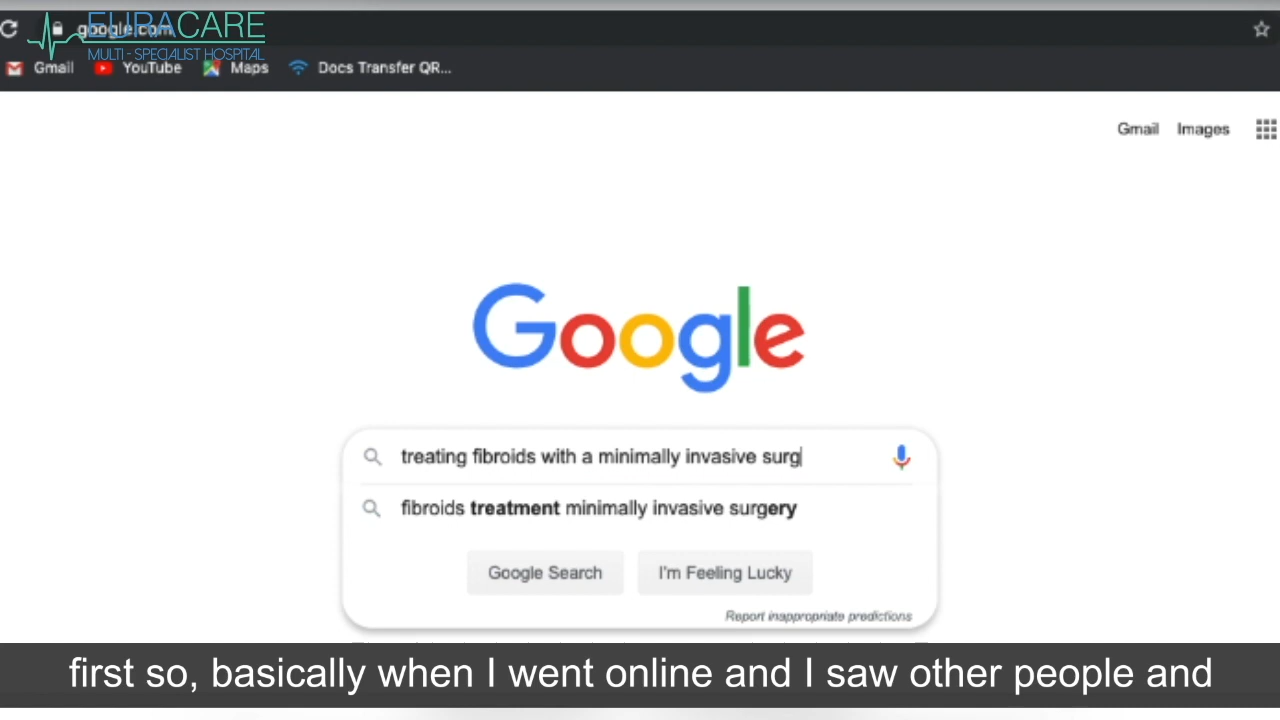 EURACARE
google.com
MULTI - SPECIALIST HOSPITAL
Gmail YouTube Maps Docs Transfer QR...
Gmail Images
Google
treating fibroids with a minimally invasive surg
fibroids treatment minimally invasive surgery
Google Search I'm Feeling Lucky
Report inappropriate predictions
first so, basically when I went online and I saw other people and